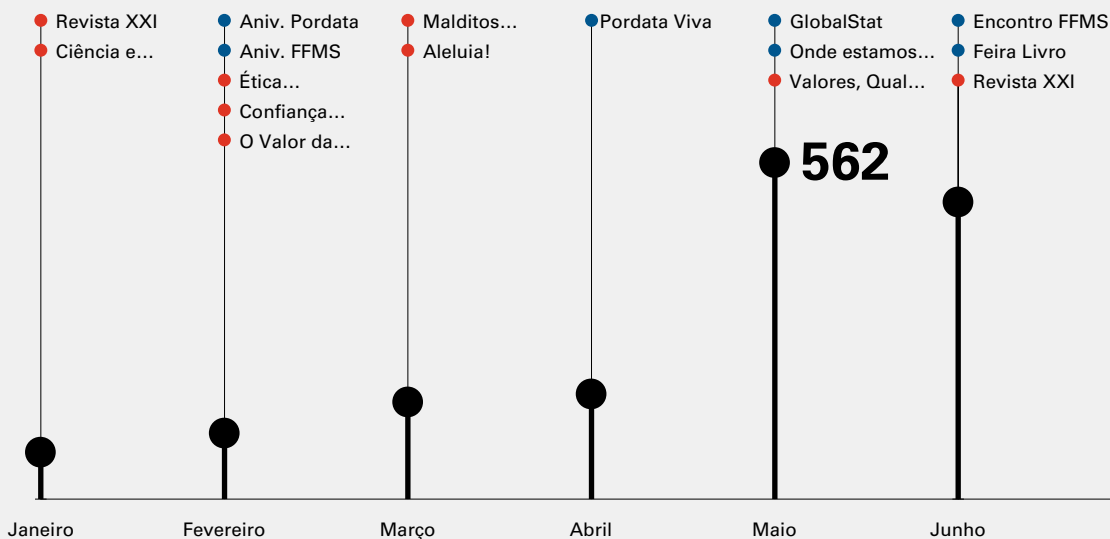 Revista XXI
Ciência e...
Aniv. Pordata
Aniv. FFMS
Ética...
Confiança...
O Valor da...
Malditos...
Aleluia!
Pordata Viva
GlobalStat
Onde estamos...
Valores, Qual...
Encontro FFMS
Feira Livro
Revista XXI
562
Janeiro
Fevereiro
Março
Abril
Maio
Junho